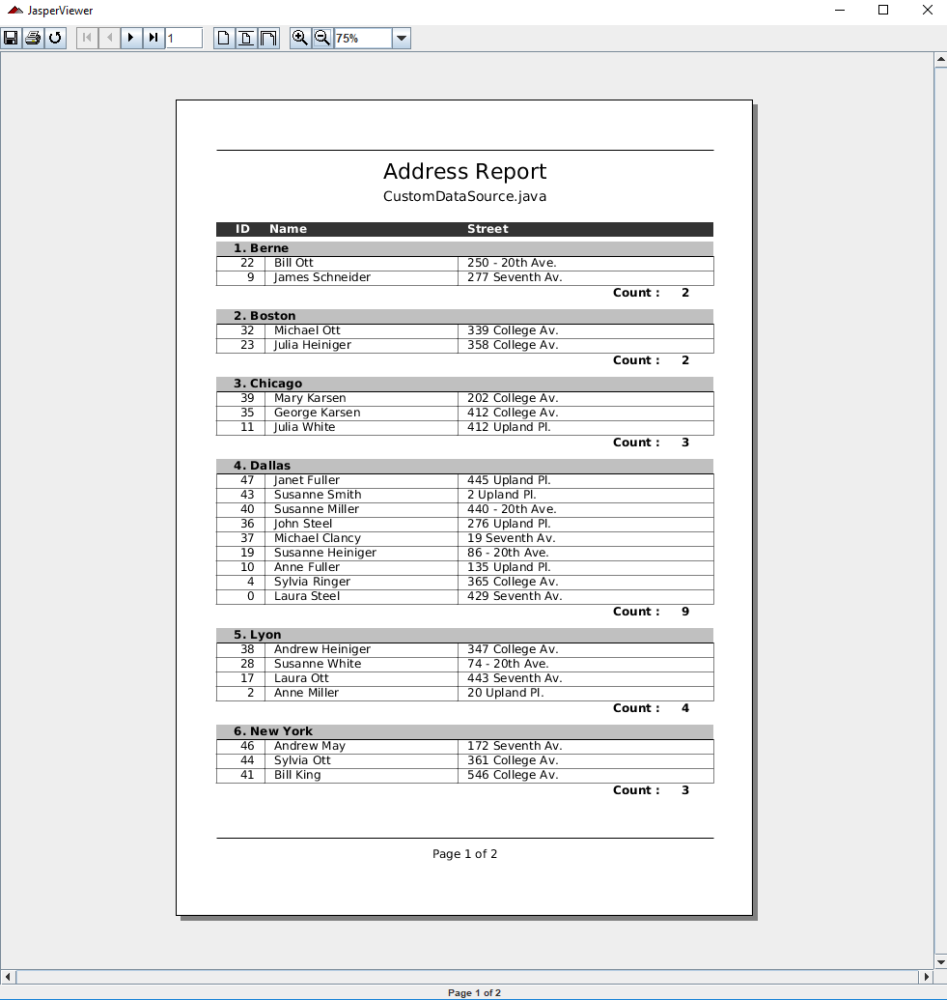 JasperViewer
1
75%
Address Report
CustomDataSource.java
ID Name Street
1. Berne
22 Bill Ott 250 - 20th Ave.
9 James Schneider 277 Seventh Av.
Count : 2
2. Boston
32 Michael Ott 339 College Av.
23 Julia Heiniger 358 College Av.
Count : 2
3. Chicago
39 Mary Karsen 202 College Av.
35 George Karsen 412 College Av.
11 Julia White 412 Upland Pl.
Count : 3
4. Dallas
47 Janet Fuller 445 Upland Pl.
43 Susanne Smith 2 Upland Pl.
40 Susanne Miller 440 - 20th Ave.
36 John Steel 276 Upland Pl.
37 Michael Clancy 19 Seventh Av.
19 Susanne Heiniger 86 - 20th Ave.
10 Anne Fuller 135 Upland Pl.
4 Sylvia Ringer 365 College Av.
0 Laura Steel 429 Seventh Av.
Count : 9
5. Lyon
38 Andrew Heiniger 347 College Av.
28 Susanne White 74 - 20th Ave.
17 Laura Ott 443 Seventh Av.
2 Anne Miller 20 Upland Pl.
Count : 4
6. New York
46 Andrew May 172 Seventh Av.
44 Sylvia Ott 361 College Av.
41 Bill King 546 College Av.
Count : 3
Page 1 of 2
Page 1 of 2